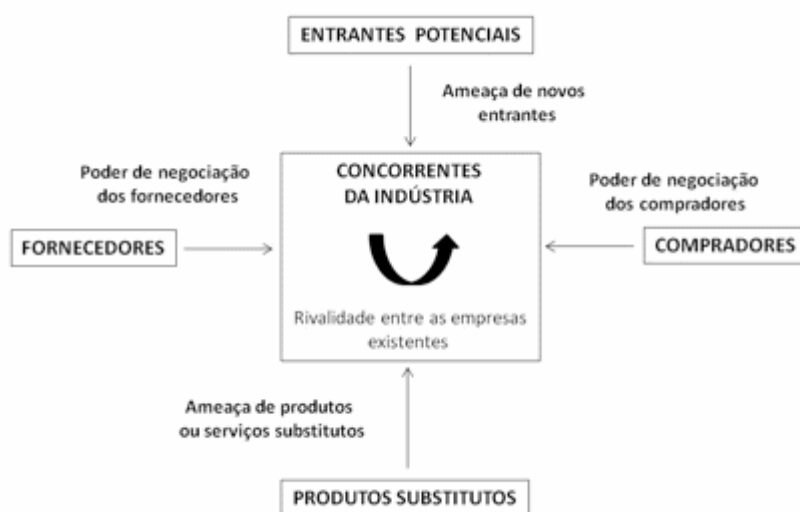 ENTRANTES POTENCIAIS
Ameaça de novos
entrantes
Poder de negociação
dos fornecedores
CONCORRENTES
DA INDÚSTRIA
Poder de negociação
dos compradores
FORNECEDORES
COMPRADORES
Rivalidade entre as empresas
existentes
Ameaça de produtos
ou serviços substitutos
PRODUTOS SUBSTITUTOS